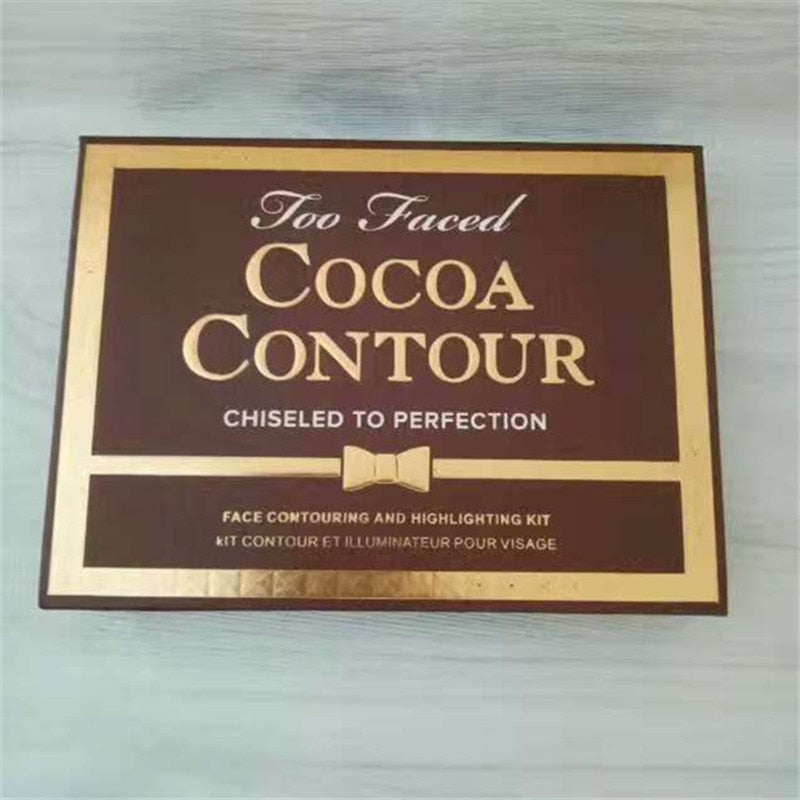 Too Faced
COCOA
CONTOUR
CHISELED TO PERFECTION
FACE CONTOURING AND HIGHLIGHTING KIT
kIT CONTOUR ET ILLUMINATEUR POUR VISAGE